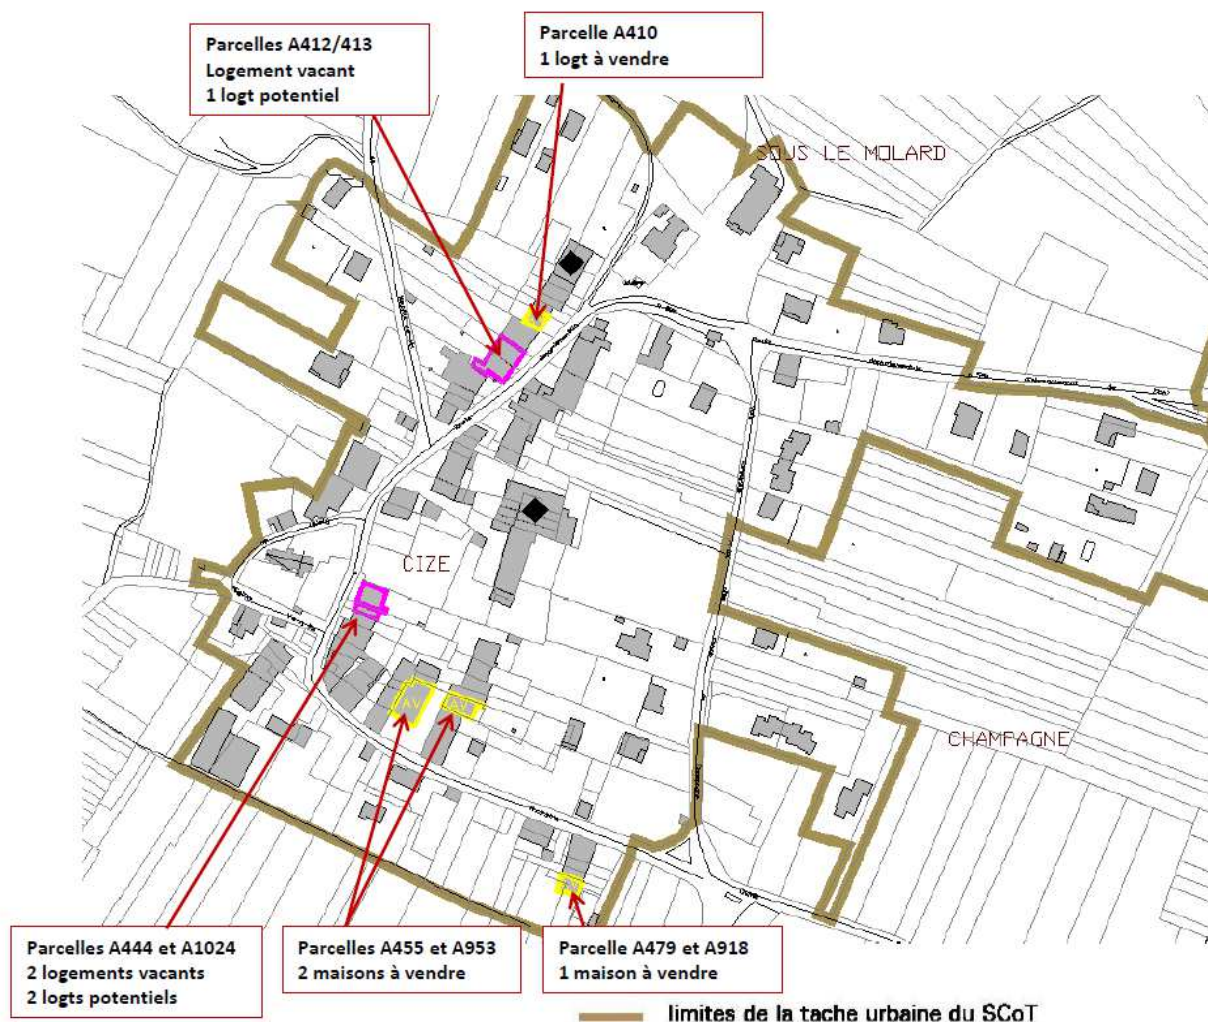 Parcelles A412/413
Logement vacant
1 logt potentiel
Parcelle A410
1 logt à vendre
SOUS LE MOLARD
CIZE
AV
AV
CHAMPAGNE
Parcelles A444 et A1024
2 logements vacants
2 logts potentiels
Parcelles A455 et A953
2 maisons à vendre
Parcelle A479 et A918
1 maison à vendre
limites de la tache urbaine du SCoT